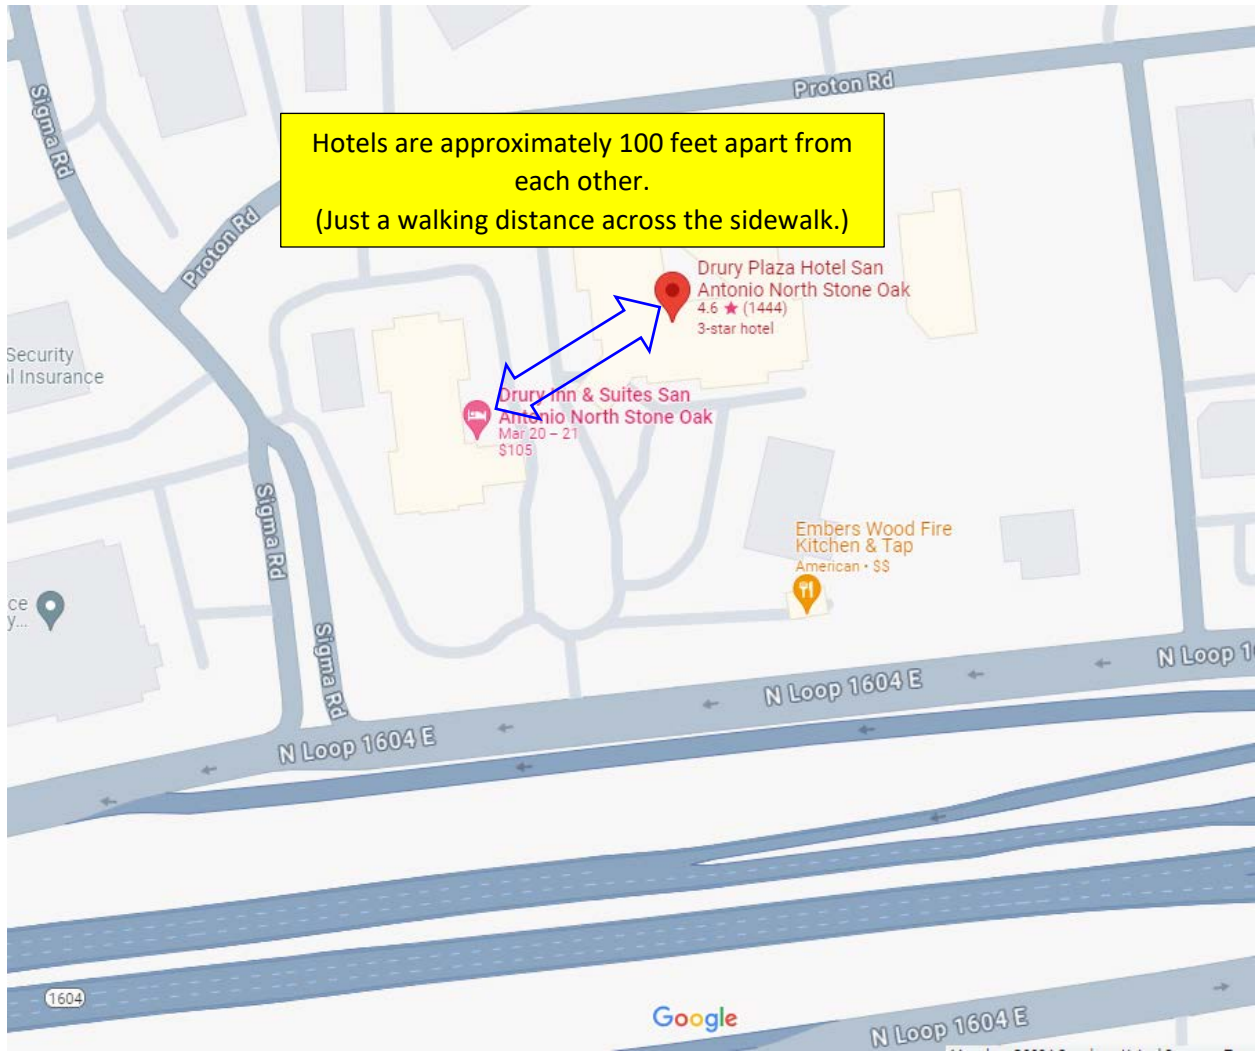 Proton Rd
Sigma Rd
Hotels are approximately 100 feet apart from
each other.
(Just a walking distance across the sidewalk.)
Proton Rd
Drury Plaza Hotel San
Antonio North Stone Oak
4.6 ★ (1444)
3-star hotel
Security
l Insurance
Drury Inn & Suites San
Antonio North Stone Oak
Mar 20 – 21
$105
Sigma Rd
Embers Wood Fire
Kitchen & Tap
American • $$
ce
y...
Sigma Rd
N Loop 1
N Loop 1604 E
N Loop 1604 E
1604
Google
N Loop 1604 E